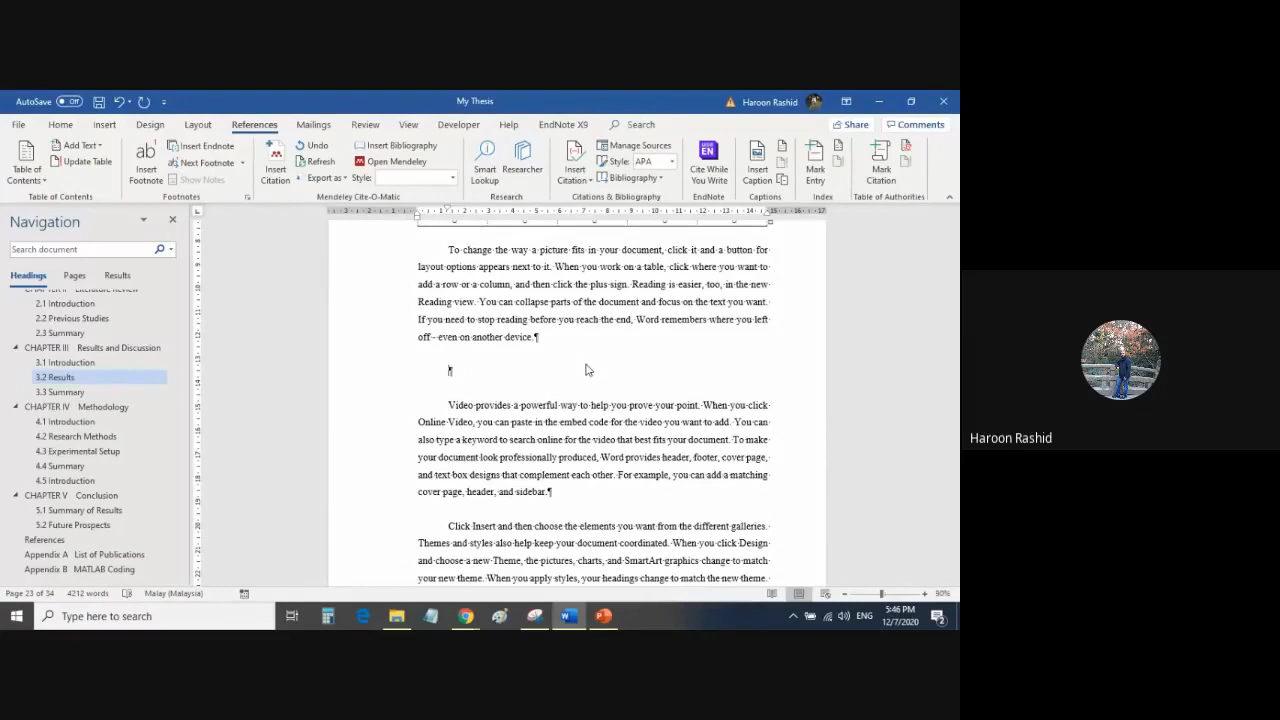 AutoSave Off My Thesis Haroon Rashid
File Home Insert Design Layout References Mailings Review View Developer Help EndNote X9 Search Share Comments
Table of Contents
Add Text
Update Table
Table of Contents
ab
Insert Footnote
Insert Endnote
Next Footnote
Show Notes
Footnotes
Insert Citation
Undo
Refresh
Export as
Insert Bibliography
Open Mendeley
Style:
Mendeley Cite-O-Matic
Smart Lookup
Researcher
Research
Insert Citation
Manage Sources
Style: APA
Bibliography
Citations & Bibliography
Cite While You Write
EndNote
Insert Caption
Captions
Mark Entry
Index
Mark Citation
Table of Authorities
Navigation
Search document
Headings Pages Results
2.1 Introduction
2.2 Previous Studies
2.3 Summary
CHAPTER III Results and Discussion
3.1 Introduction
3.2 Results
3.3 Summary
CHAPTER IV Methodology
4.1 Introduction
4.2 Research Methods
4.3 Experimental Setup
4.4 Summary
4.5 Introduction
CHAPTER V Conclusion
5.1 Summary of Results
5.2 Future Prospects
References
Appendix A List of Publications
Appendix B MATLAB Coding
To change the way a picture fits in your document, click it and a button for
layout options appears next to it. When you work on a table, click where you want to
add a row or a column, and then click the plus sign. Reading is easier, too, in the new
Reading view. You can collapse parts of the document and focus on the text you want.
If you need to stop reading before you reach the end, Word remembers where you left
off - even on another device.¶
¶
Video provides a powerful way to help you prove your point. When you click
Online Video, you can paste in the embed code for the video you want to add. You can
also type a keyword to search online for the video that best fits your document. To make
your document look professionally produced, Word provides header, footer, cover page,
and text box designs that complement each other. For example, you can add a matching
cover page, header, and sidebar.¶
Click Insert and then choose the elements you want from the different galleries.
Themes and styles also help keep your document coordinated. When you click Design
and choose a new Theme, the pictures, charts, and SmartArt graphics change to match
your new theme. When you apply styles, your headings change to match the new theme.
Page 23 of 34 4212 words Malay (Malaysia) 90%
Type here to search ENG 5:46 PM
12/7/2020
Haroon Rashid